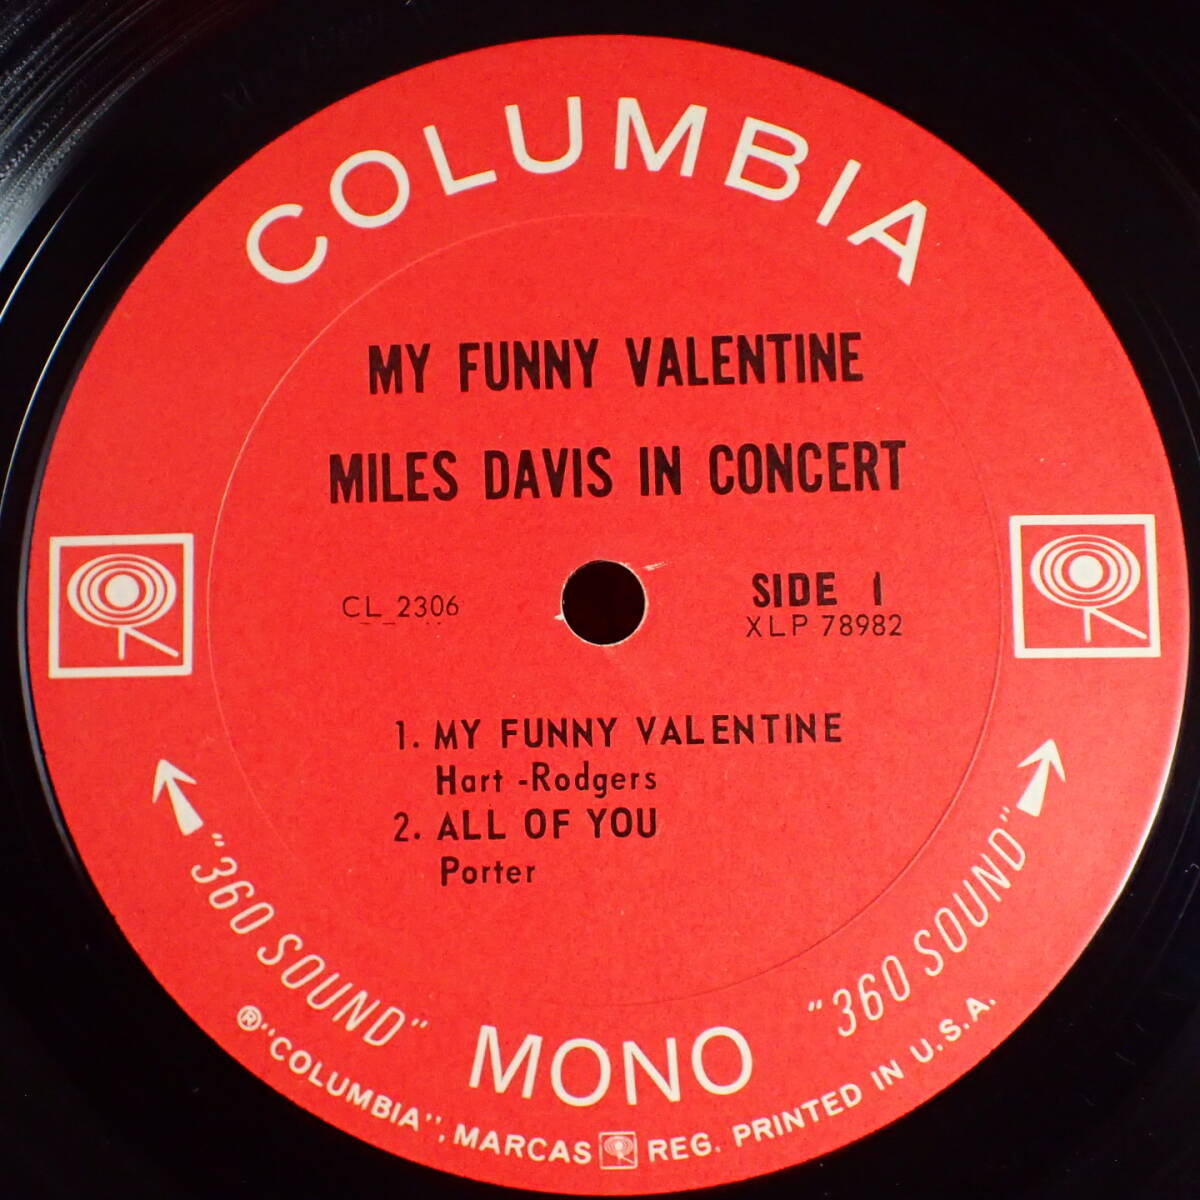 COLUMBIA
MY FUNNY VALENTINE
MILES DAVIS IN CONCERT
CL 2306
SIDE 1
XLP 78982
1. MY FUNNY VALENTINE
Hart -Rodgers
2. ALL OF YOU
Porter
"360 SOUND"
MONO
"360 SOUND"
® "COLUMBIA", MARCAS REG. PRINTED IN U.S.A.